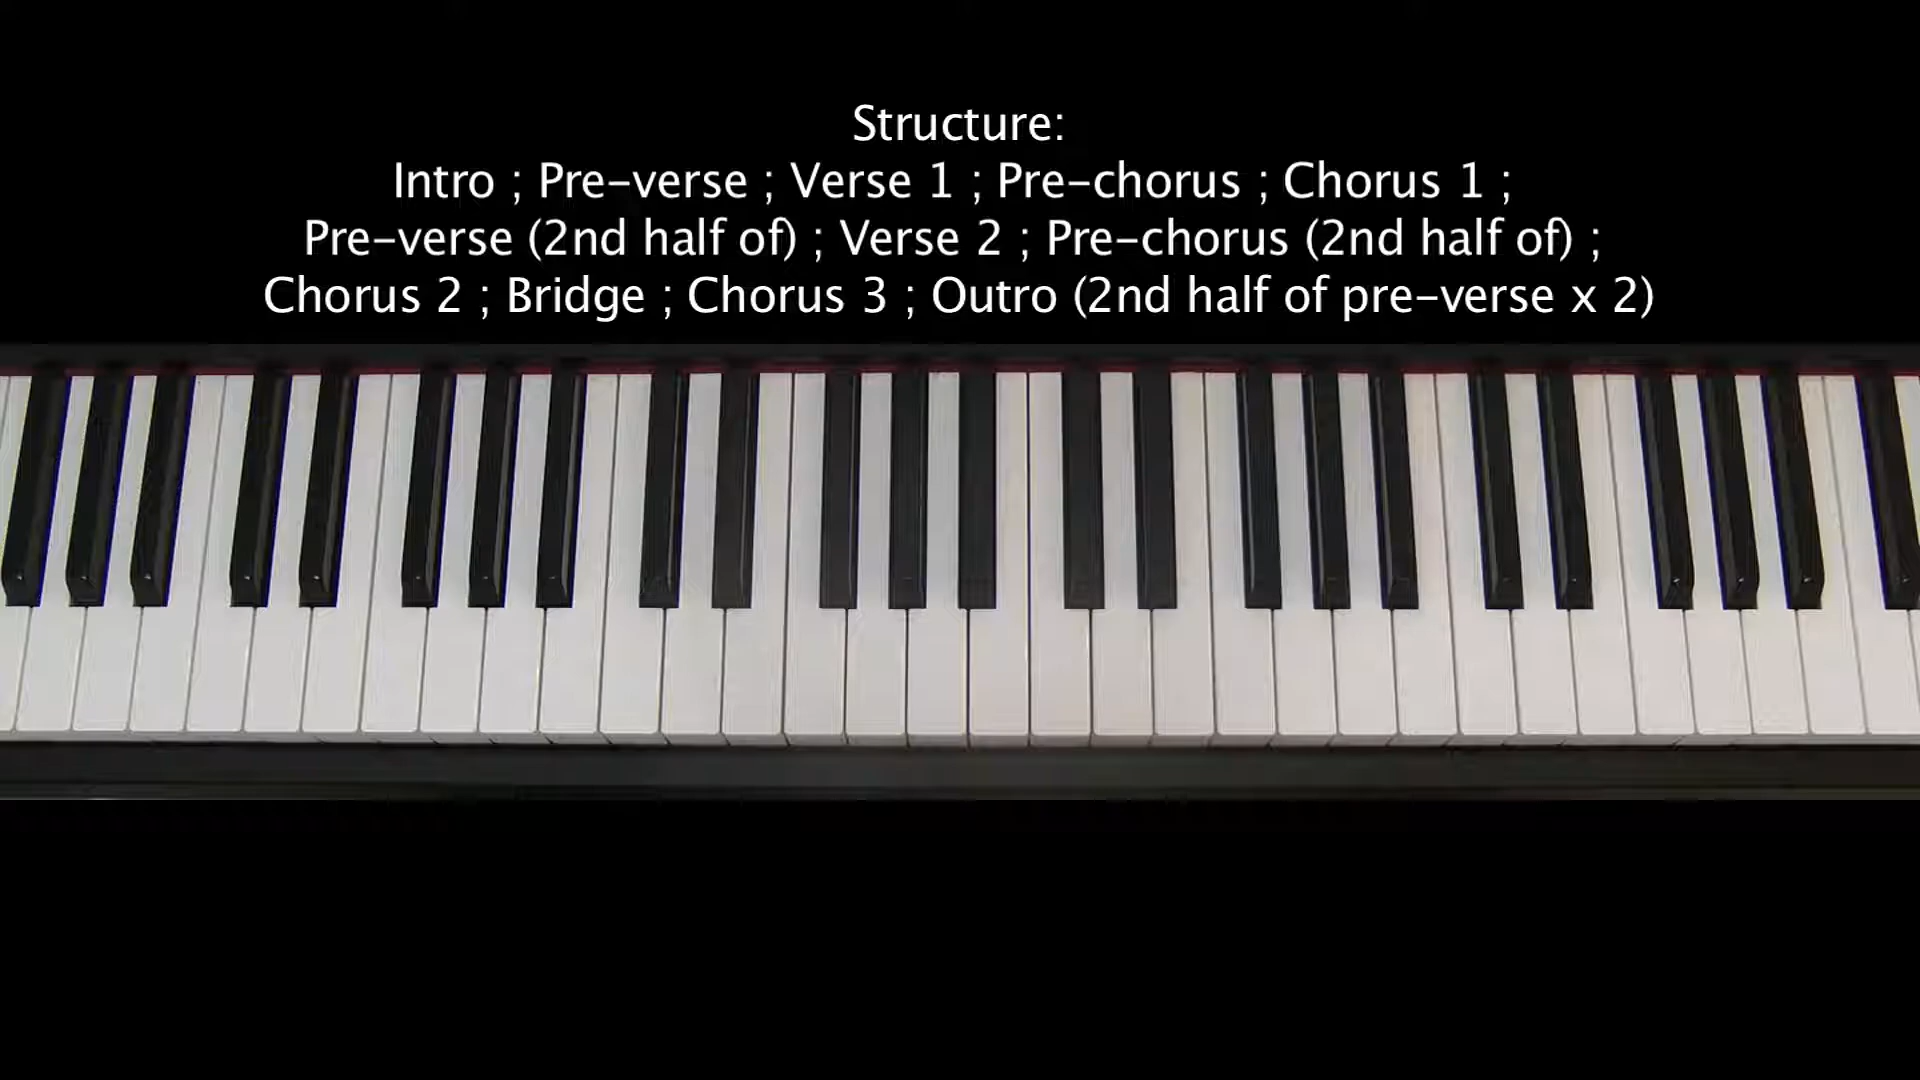 Structure:
Intro ; Pre-verse ; Verse 1 ; Pre-chorus ; Chorus 1 ;
Pre-verse (2nd half of) ; Verse 2 ; Pre-chorus (2nd half of) ;
Chorus 2 ; Bridge ; Chorus 3 ; Outro (2nd half of pre-verse x 2)